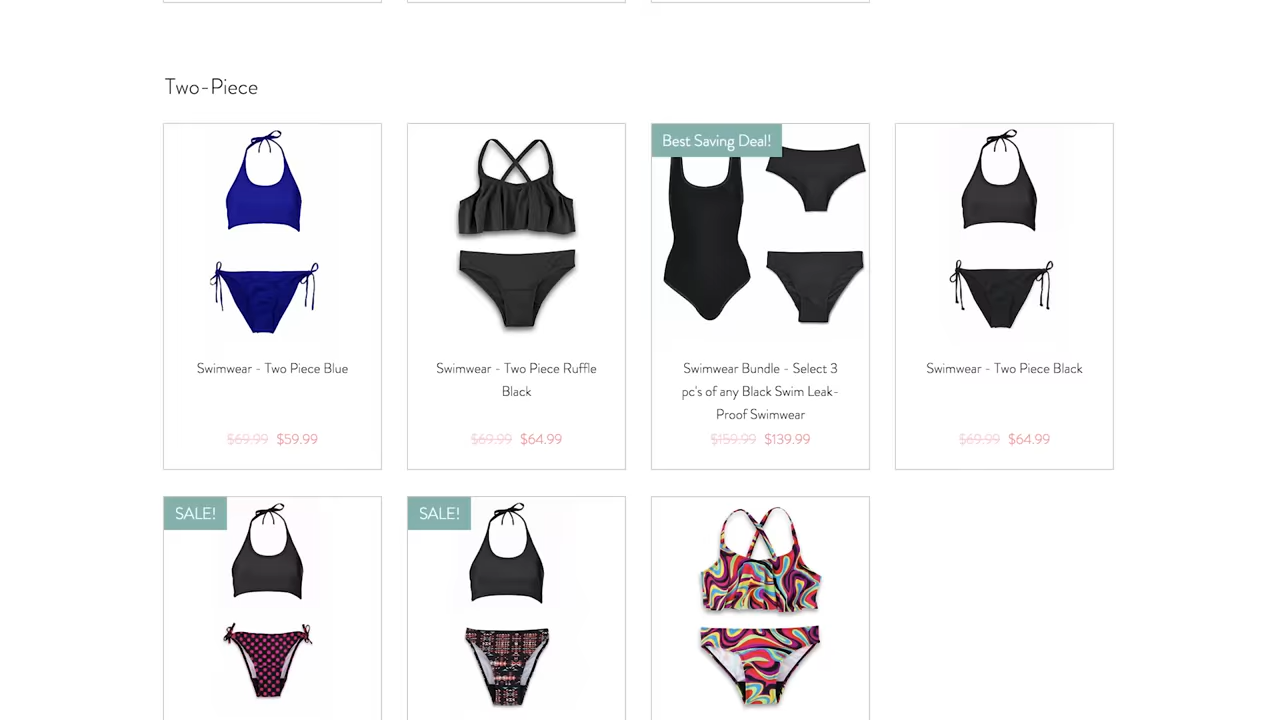 Two-Piece
Swimwear - Two Piece Blue
$69.99 $59.99
Swimwear - Two Piece Ruffle
Black
$69.99 $64.99
Best Saving Deal!
Swimwear Bundle - Select 3
pc's of any Black Swim Leak-
Proof Swimwear
$159.99 $139.99
Swimwear - Two Piece Black
$69.99 $64.99
SALE!
SALE!